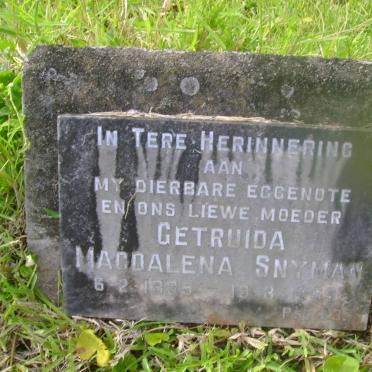 IN TERE HERINNERING
AAN
MY DIERBARE EGGENOTE
EN ONS LIEWE MOEDER
GETRUIDA
MAGDALENA SNYMAN